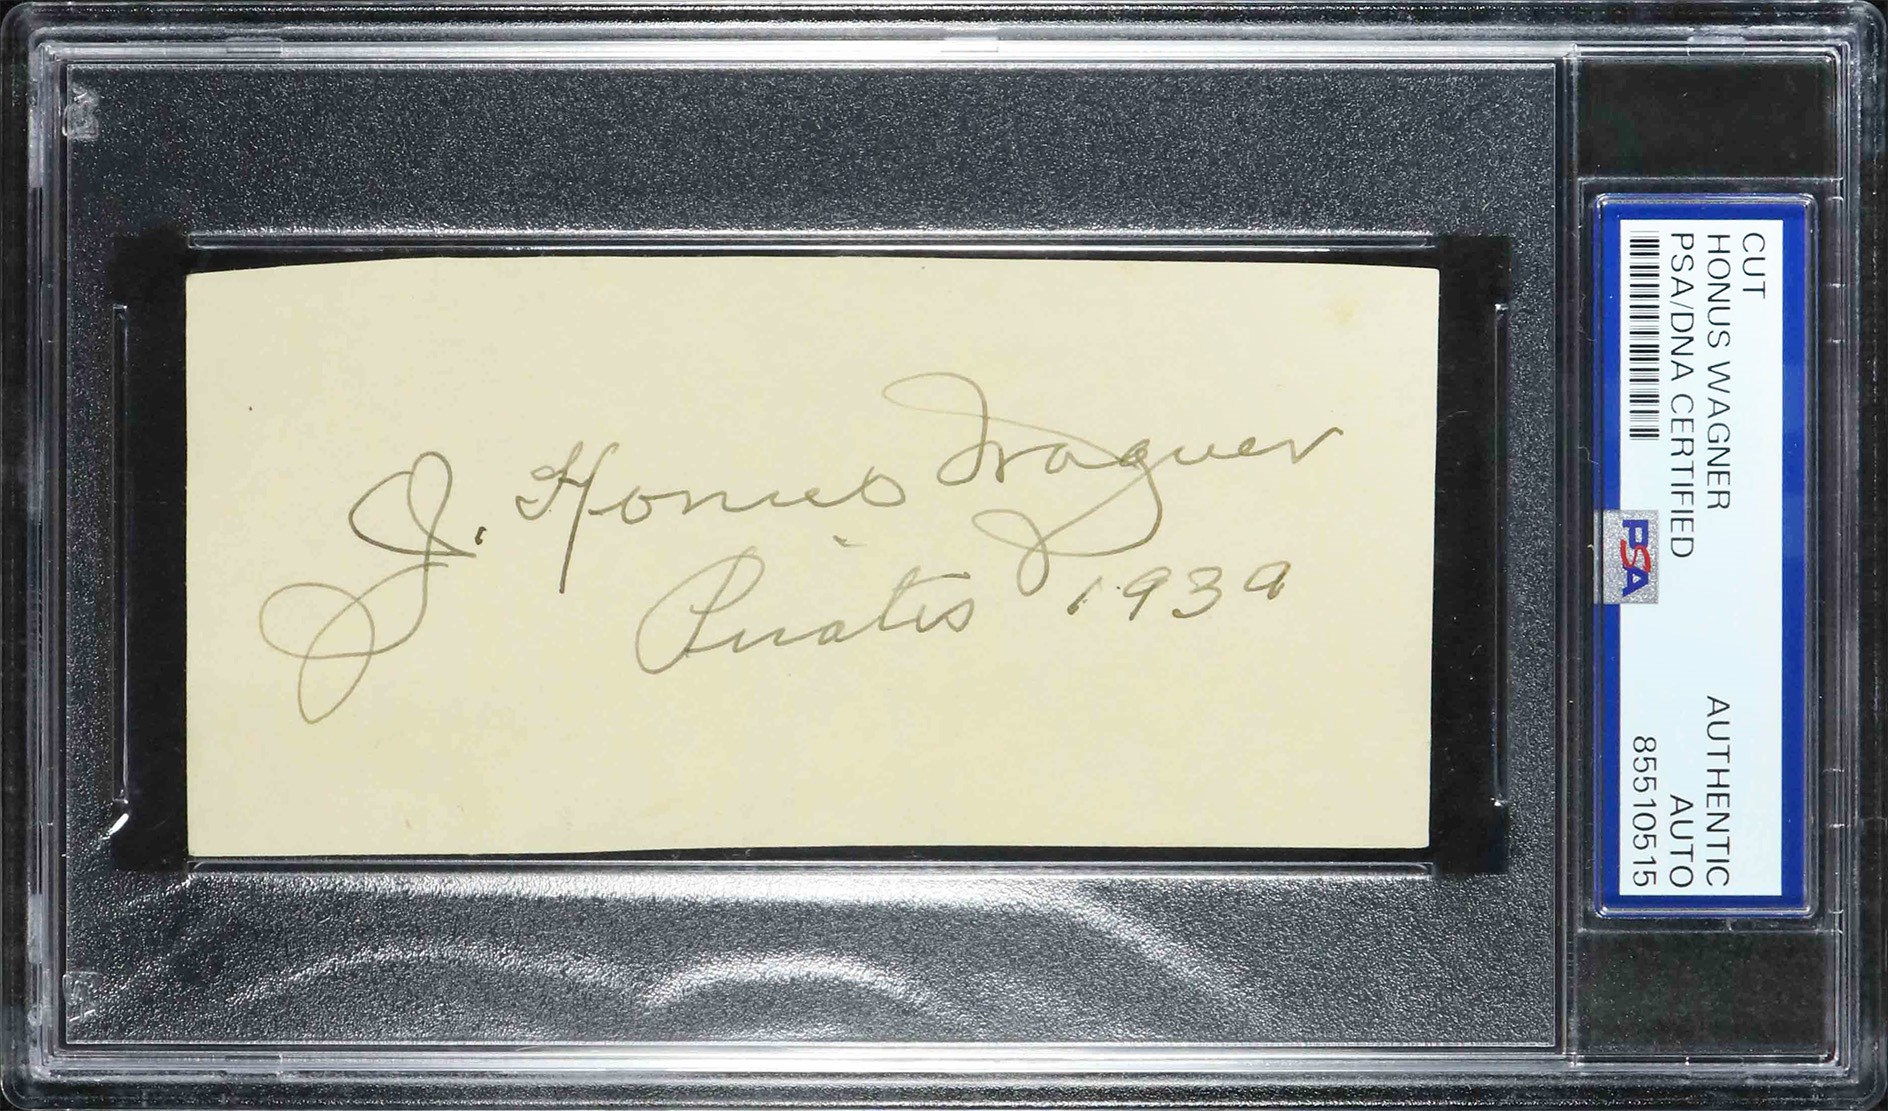 J. Honus Wagner
Pirates 1939
CUT
HONUS WAGNER AUTHENTIC
PSA/DNA CERTIFIED AUTO
85510515
PSA